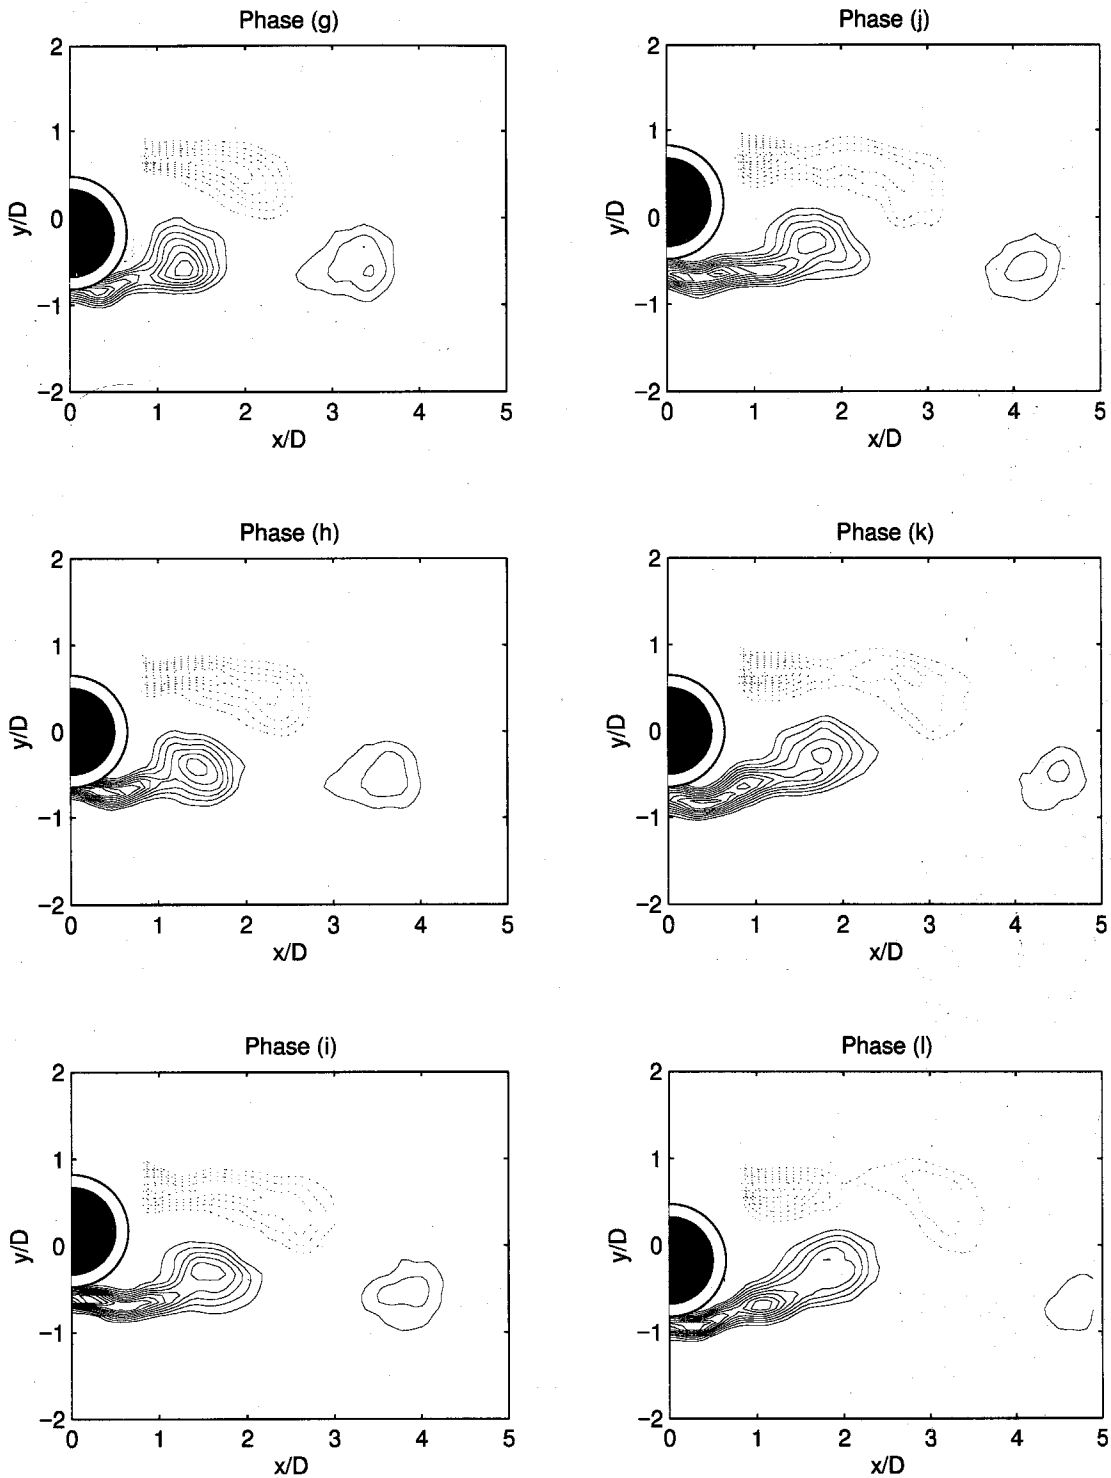 Phase (g)
2
1
0
−1
−2
y/D
0 1 2 3 4 5
x/D
Phase (j)
2
1
0
−1
−2
y/D
0 1 2 3 4 5
x/D
Phase (h)
2
1
0
−1
−2
y/D
0 1 2 3 4 5
x/D
Phase (k)
2
1
0
−1
−2
y/D
0 1 2 3 4 5
x/D
Phase (i)
2
1
0
−1
−2
y/D
0 1 2 3 4 5
x/D
Phase (l)
2
1
0
−1
−2
y/D
0 1 2 3 4 5
x/D